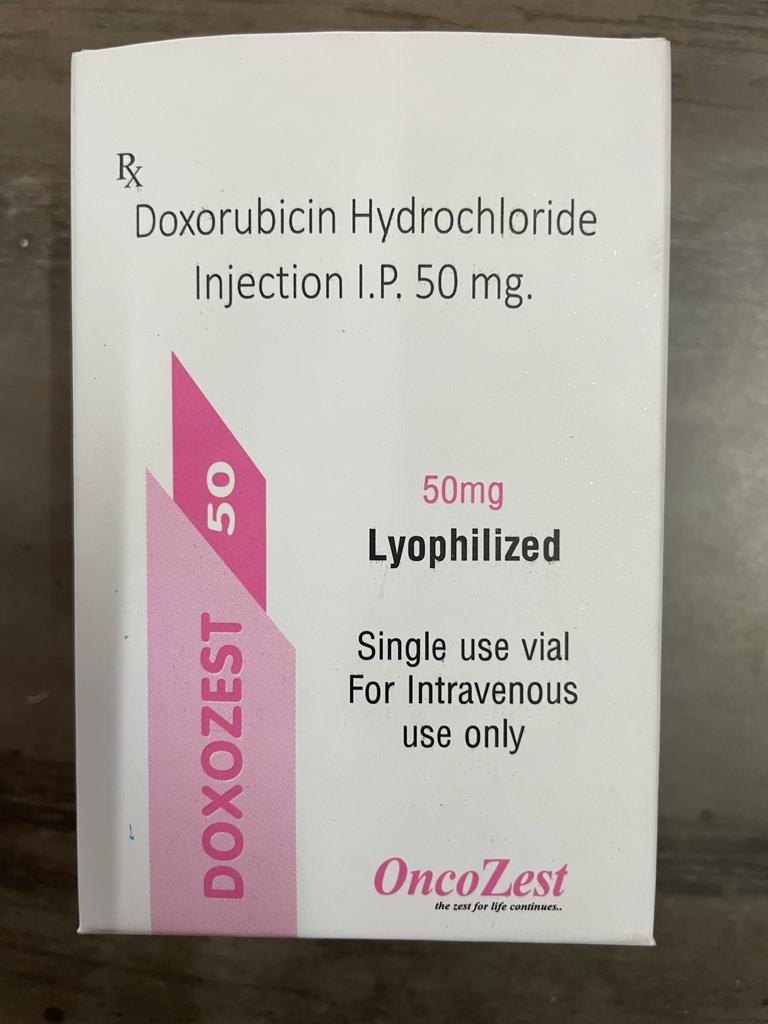 Rx
Doxorubicin Hydrochloride
Injection I.P. 50 mg.
DOXOZEST 50
50mg
Lyophilized
Single use vial
For Intravenous
use only
OncoZest
the zest for life continues..